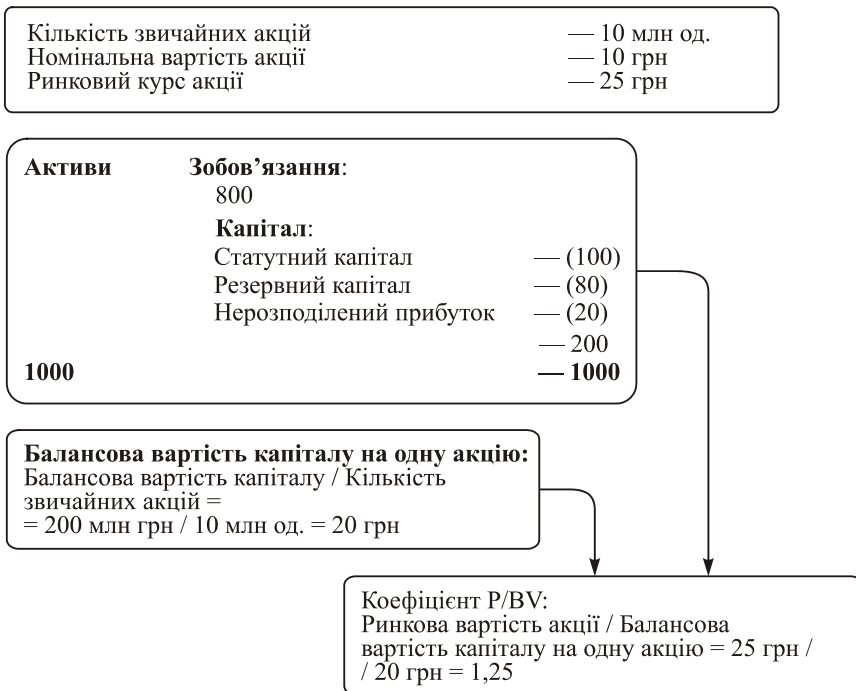 Кількість звичайних акцій — 10 млн од.
Номінальна вартість акції — 10 грн
Ринковий курс акції — 25 грн
Активи Зобов’язання:
800
Капітал:
Статутний капітал — (100)
Резервний капітал — (80)
Нерозподілений прибуток — (20)
— 200
1000 — 1000
Балансова вартість капіталу на одну акцію:
Балансова вартість капіталу / Кількість
звичайних акцій =
= 200 млн грн / 10 млн од. = 20 грн
Коефіцієнт P/BV:
Ринкова вартість акції / Балансова
вартість капіталу на одну акцію = 25 грн /
/ 20 грн = 1,25